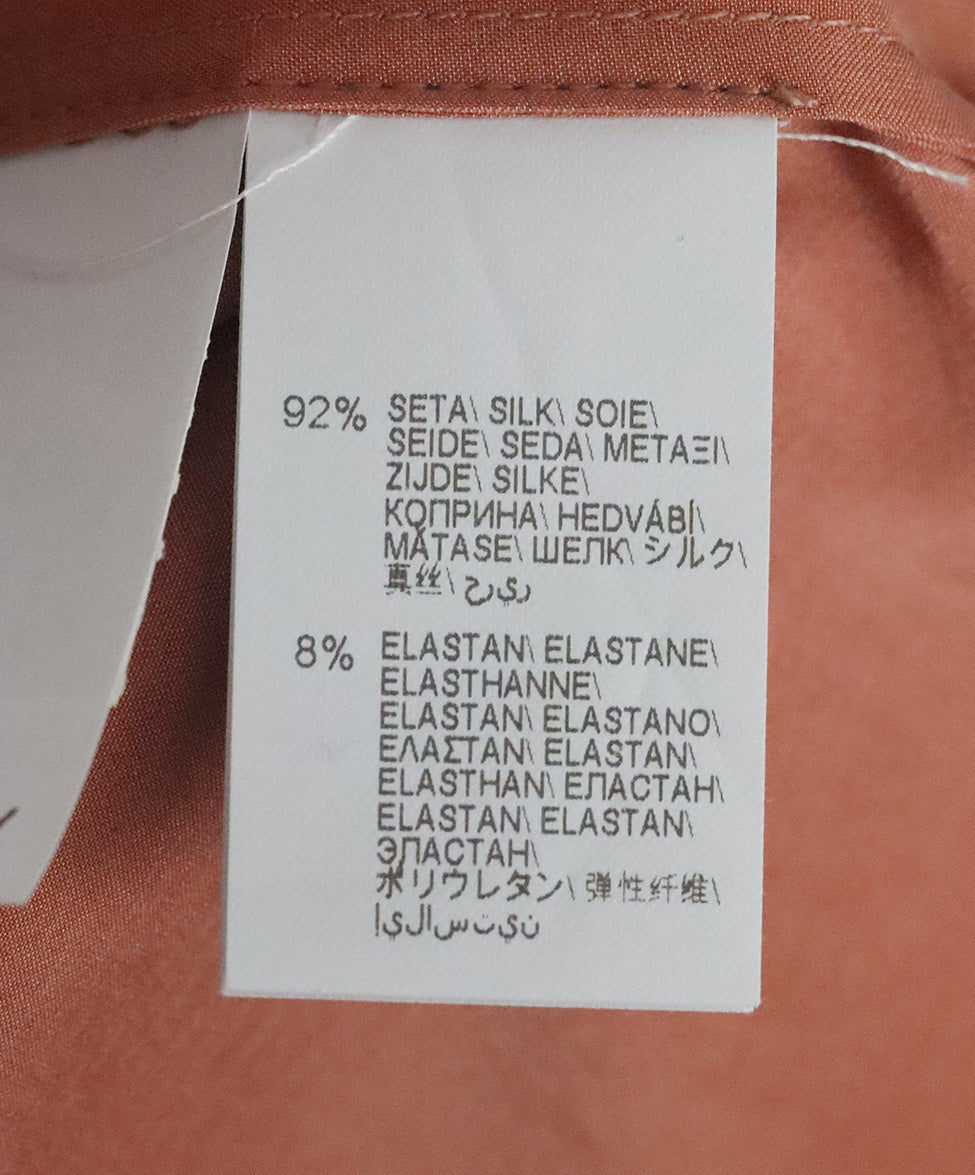 92% SETA\ SILK\ SOIE\
SEIDE\ SEDA\ ΜΕΤΑΞΙ\
ZIJDE\ SILKE\
КОПРИНА\ HEDVÁBÍ\
MĂTASE\ ШЕЛК\ シルク\
真丝\ ريح
8% ELASTAN\ ELASTANE\
ELASTHANNE\
ELASTAN\ ELASTANO\
ΕΛΑΣΤΑΝ\ ELASTAN\
ELASTHAN\ ЕЛАСТАН\
ELASTAN\ ELASTAN\
ЭЛАСТАН\
ポリウレタン\ 弹性纤维\
نيتسالايإ